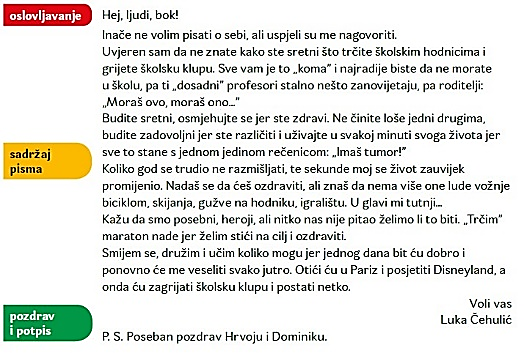 oslovljavanje
Hej, ljudi, bok!
Inače ne volim pisati o sebi, ali uspjeli su me nagovoriti.
Uvjeren sam da ne znate kako ste sretni što trčite školskim hodnicima i
grijete školsku klupu. Sve vam je to „koma” i najradije biste da ne morate
u školu, pa ti „dosadni” profesori stalno nešto zanovijetaju, pa roditelji:
„Moraš ovo, moraš ono...”
Budite sretni, osmjehujte se jer ste zdravi. Ne činite loše jedni drugima,
budite zadovoljni jer ste različiti i uživajte u svakoj minuti svoga života jer
sve to stane s jednom jedinom rečenicom: „Imaš tumor!”
sadržaj
pisma
Koliko god se trudio ne razmišljati, te sekunde moj se život zauvijek
promijenio. Nadaš se da ćeš ozdraviti, ali znaš da nema više one lude vožnje
biciklom, skijanja, gužve na hodniku, igralištu. U glavi mi tutnji...
Kažu da smo posebni, heroji, ali nitko nas nije pitao želimo li to biti. „Trčim”
maraton nade jer želim stići na cilj i ozdraviti.
Smijem se, družim i učim koliko mogu jer jednog dana bit ću dobro i
ponovno će me veseliti svako jutro. Otići ću u Pariz i posjetiti Disneyland, a
onda ću zagrijati školsku klupu i postati netko.
Voli vas
Luka Čehulić
pozdrav
i potpis
P. S. Poseban pozdrav Hrvoju i Dominiku.